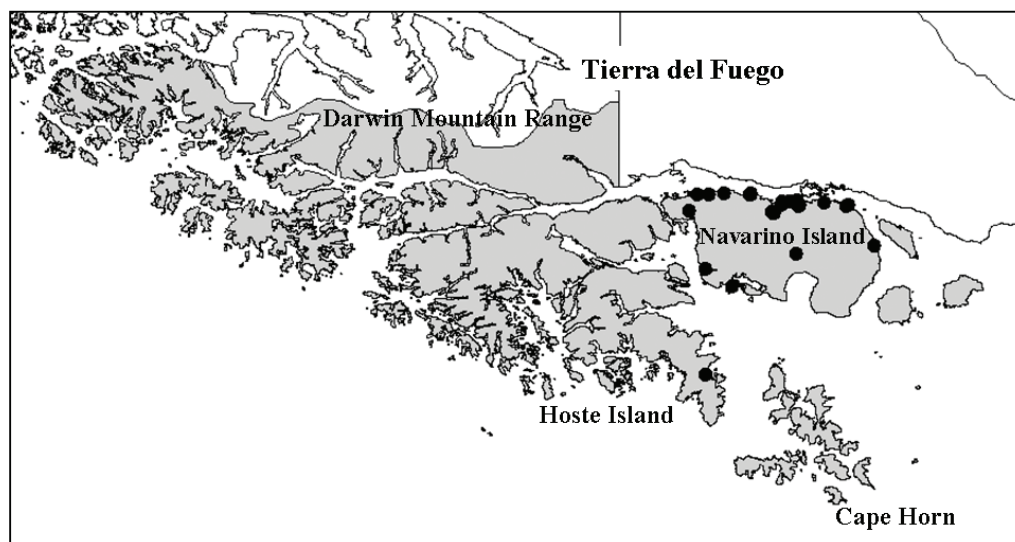 Tierra del Fuego
Darwin Mountain Range
Navarino Island
Hoste Island
Cape Horn